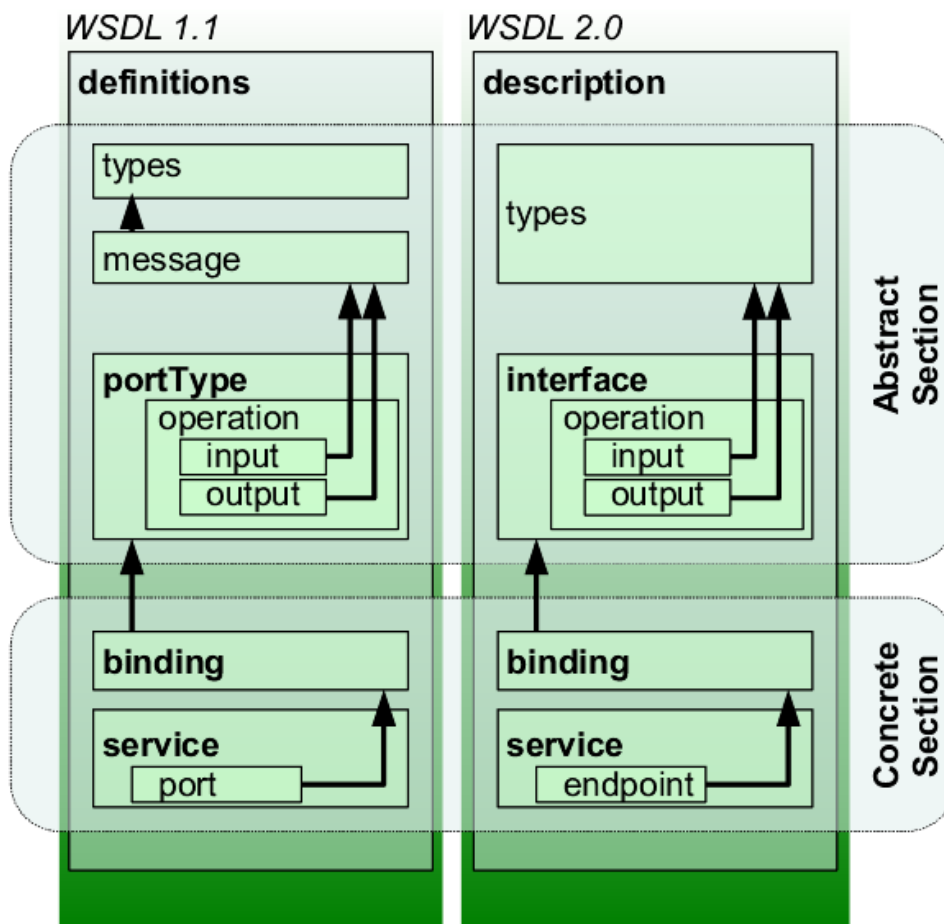 WSDL 1.1
definitions
types
message
portType
operation
input
output
binding
service
port
WSDL 2.0
description
types
interface
operation
input
output
binding
service
endpoint
Abstract
Section
Concrete
Section